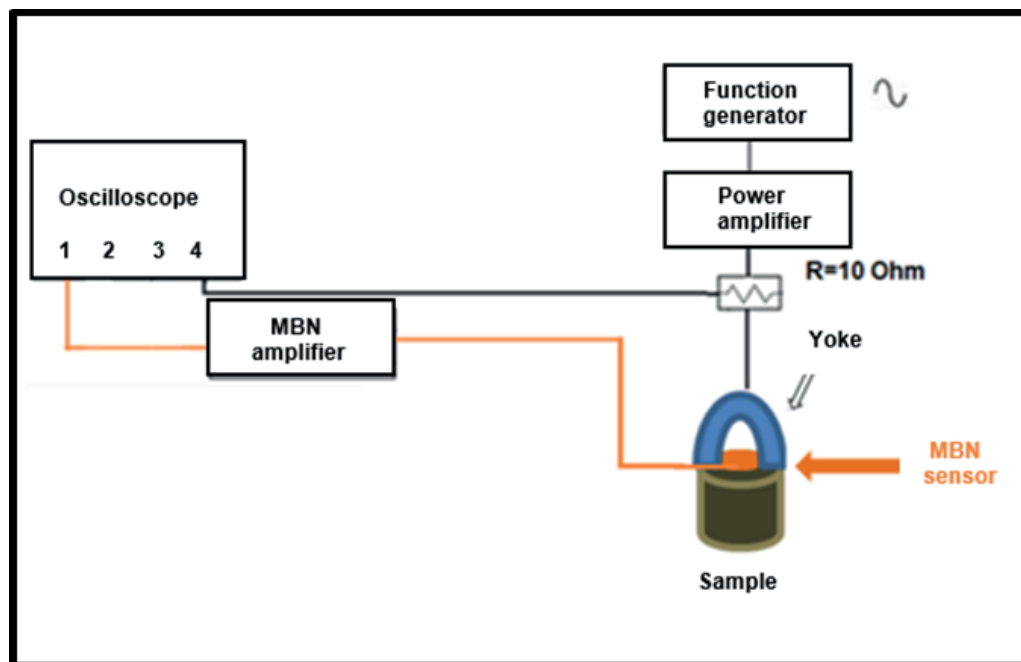 Function
generator
Oscilloscope
1 2 3 4
Power
amplifier
R=10 Ohm
MBN
amplifier
Yoke
MBN
sensor
Sample